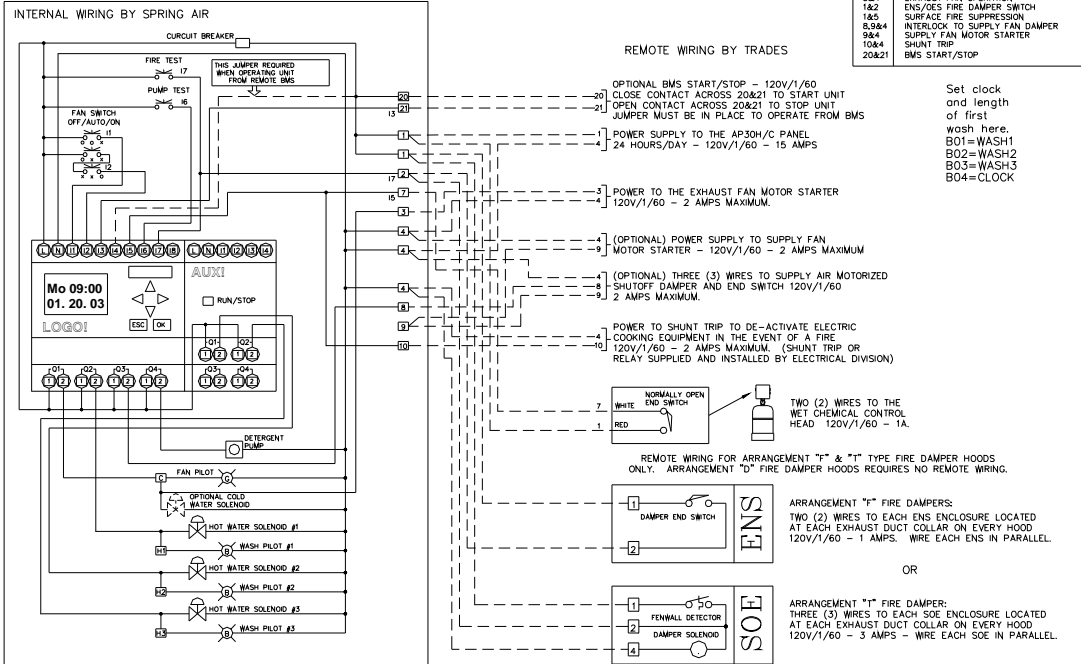 INTERNAL WIRING BY SPRING AIR
CURCUIT BREAKER
FIRE TEST
I7
PUMP TEST
I6
FAN SWITCH
OFF/AUTO/ON
I1
I2
THIS JUMPER REQUIRED
WHEN OPERATING UNIT
FROM REMOTE BMS
20
I3 21
1
1
2
I7
7
I5
3
4
4
4
8
9
10
L N I1 I2 I3 I4 I5 I6 I7 I8
L N I1 I2 I3 I4
Mo 09:00
01. 20. 03
LOGO!
ESC OK
AUX!
RUN/STOP
Q1 Q2
1 2 1 2
Q1 Q2 Q3 Q4
1 2 1 2 1 2 1 2
Q3 Q4
1 2 1 2
DETERGENT
PUMP
C FAN PILOT G
OPTIONAL COLD
WATER SOLENOID
HOT WATER SOLENOID #1
H1 B WASH PILOT #1
HOT WATER SOLENOID #2
H2 B WASH PILOT #2
HOT WATER SOLENOID #3
H3 B WASH PILOT #3
1&2 ENS/OES FIRE DAMPER SWITCH
1&5 SURFACE FIRE SUPPRESSION
8,9&4 INTERLOCK TO SUPPLY FAN DAMPER
9&4 SUPPLY FAN MOTOR STARTER
10&4 SHUNT TRIP
20&21 BMS START/STOP
Set clock
and length
of first
wash here.
B01=WASH1
B02=WASH2
B03=WASH3
B04=CLOCK
REMOTE WIRING BY TRADES
OPTIONAL BMS START/STOP - 120V/1/60
20 CLOSE CONTACT ACROSS 20&21 TO START UNIT
21 OPEN CONTACT ACROSS 20&21 TO STOP UNIT
JUMPER MUST BE IN PLACE TO OPERATE FROM BMS
1 POWER SUPPLY TO THE AP30H/C PANEL
4 24 HOURS/DAY - 120V/1/60 - 15 AMPS
3 POWER TO THE EXHAUST FAN MOTOR STARTER
4 120V/1/60 - 2 AMPS MAXIMUM.
4 (OPTIONAL) POWER SUPPLY TO SUPPLY FAN
9 MOTOR STARTER - 120V/1/60 - 2 AMPS MAXIMUM
4 (OPTIONAL) THREE (3) WIRES TO SUPPLY AIR MOTORIZED
8 SHUTOFF DAMPER AND END SWITCH 120V/1/60
9 2 AMPS MAXIMUM.
POWER TO SHUNT TRIP TO DE-ACTIVATE ELECTRIC
4 COOKING EQUIPMENT IN THE EVENT OF A FIRE
10 120V/1/60 - 2 AMPS MAXIMUM. (SHUNT TRIP OR
RELAY SUPPLIED AND INSTALLED BY ELECTRICAL DIVISION)
NORMALLY OPEN
END SWITCH
7 WHITE
1 RED
TWO (2) WIRES TO THE
WET CHEMICAL CONTROL
HEAD 120V/1/60 - 1A.
REMOTE WIRING FOR ARRANGEMENT "F" & "T" TYPE FIRE DAMPER HOODS
ONLY. ARRANGEMENT "D" FIRE DAMPER HOODS REQUIRES NO REMOTE WIRING.
1
DAMPER END SWITCH
2
ENS
ARRANGEMENT "F" FIRE DAMPERS:
TWO (2) WIRES TO EACH ENS ENCLOSURE LOCATED
AT EACH EXHAUST DUCT COLLAR ON EVERY HOOD
120V/1/60 - 1 AMPS. WIRE EACH ENS IN PARALLEL.
OR
1
FENWALL DETECTOR
2
DAMPER SOLENOID
4
SOE
ARRANGEMENT "T" FIRE DAMPER:
THREE (3) WIRES TO EACH SOE ENCLOSURE LOCATED
AT EACH EXHAUST DUCT COLLAR ON EVERY HOOD
120V/1/60 - 3 AMPS - WIRE EACH SOE IN PARALLEL.